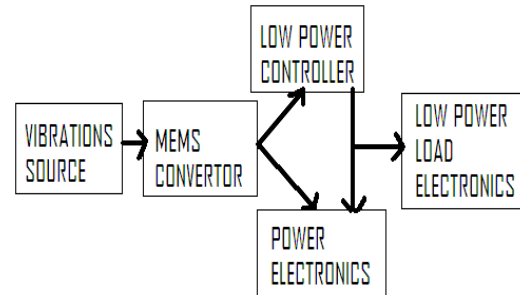 LOW POWER
CONTROLLER
VIBRATIONS
SOURCE
MEMS
CONVERTOR
LOW POWER
LOAD
ELECTRONICS
POWER
ELECTRONICS